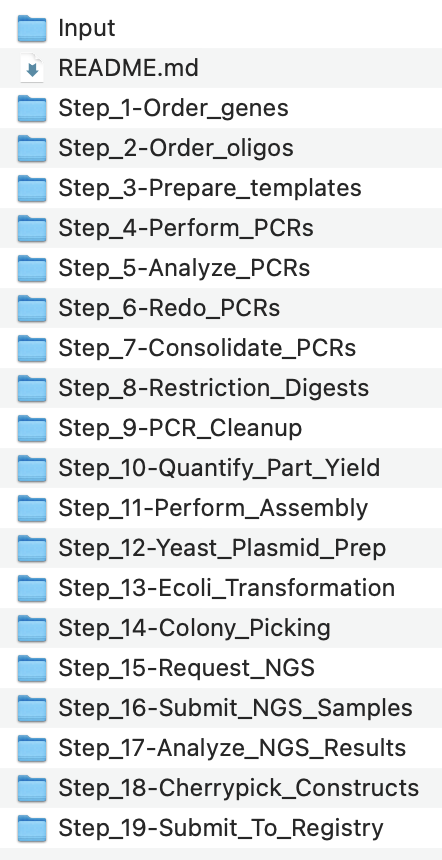 Input
README.md
Step_1-Order_genes
Step_2-Order_oligos
Step_3-Prepare_templates
Step_4-Perform_PCRs
Step_5-Analyze_PCRs
Step_6-Redo_PCRs
Step_7-Consolidate_PCRs
Step_8-Restriction_Digests
Step_9-PCR_Cleanup
Step_10-Quantify_Part_Yield
Step_11-Perform_Assembly
Step_12-Yeast_Plasmid_Prep
Step_13-Ecoli_Transformation
Step_14-Colony_Picking
Step_15-Request_NGS
Step_16-Submit_NGS_Samples
Step_17-Analyze_NGS_Results
Step_18-Cherrypick_Constructs
Step_19-Submit_To_Registry